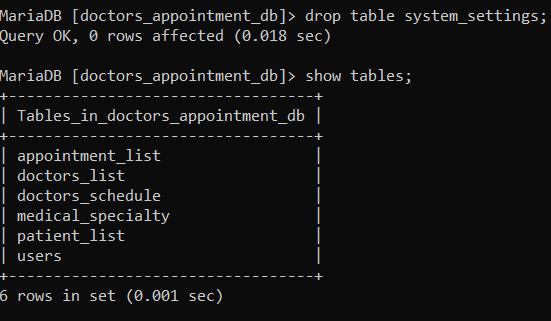 MariaDB [doctors_appointment_db]> drop table system_settings;
Query OK, 0 rows affected (0.018 sec)
MariaDB [doctors_appointment_db]> show tables;
+----------------------------------+
| Tables_in_doctors_appointment_db |
+----------------------------------+
| appointment_list                 |
| doctors_list                     |
| doctors_schedule                 |
| medical_specialty                |
| patient_list                     |
| users                            |
+----------------------------------+
6 rows in set (0.001 sec)